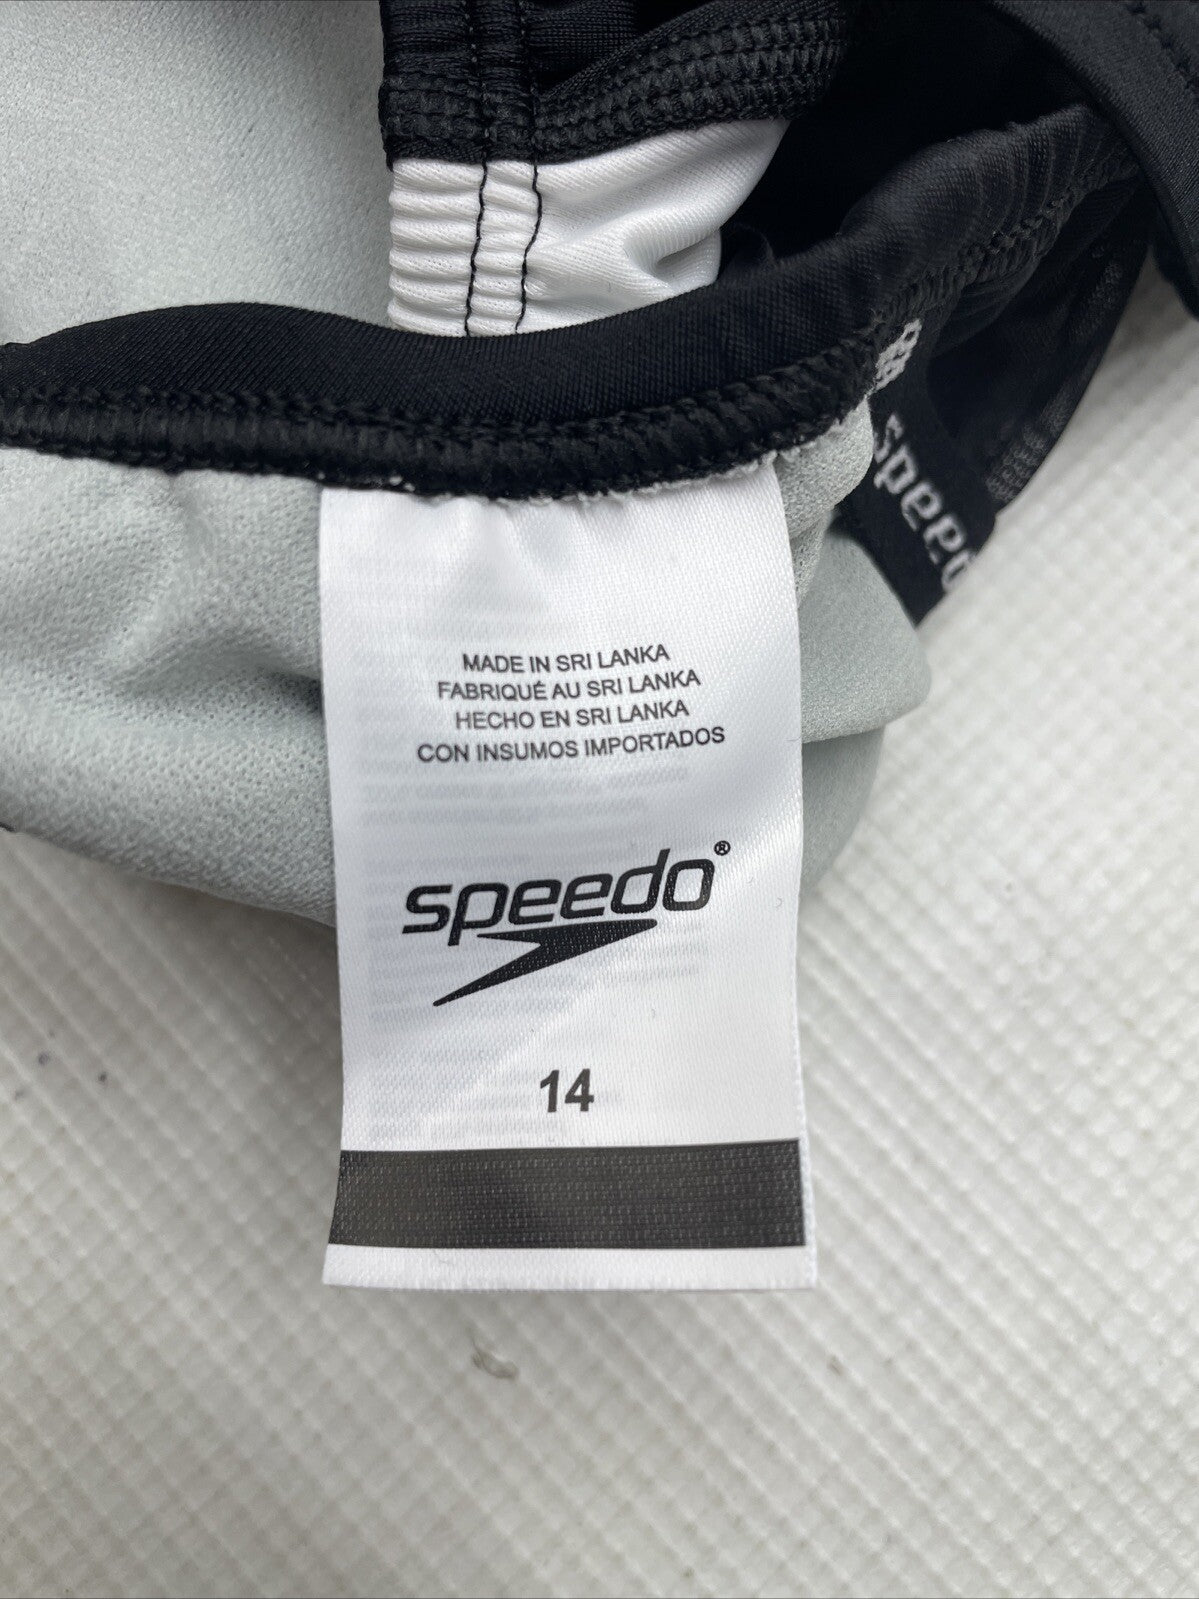 speedo
MADE IN SRI LANKA
FABRIQUÉ AU SRI LANKA
HECHO EN SRI LANKA
CON INSUMOS IMPORTADOS
speedo®
14